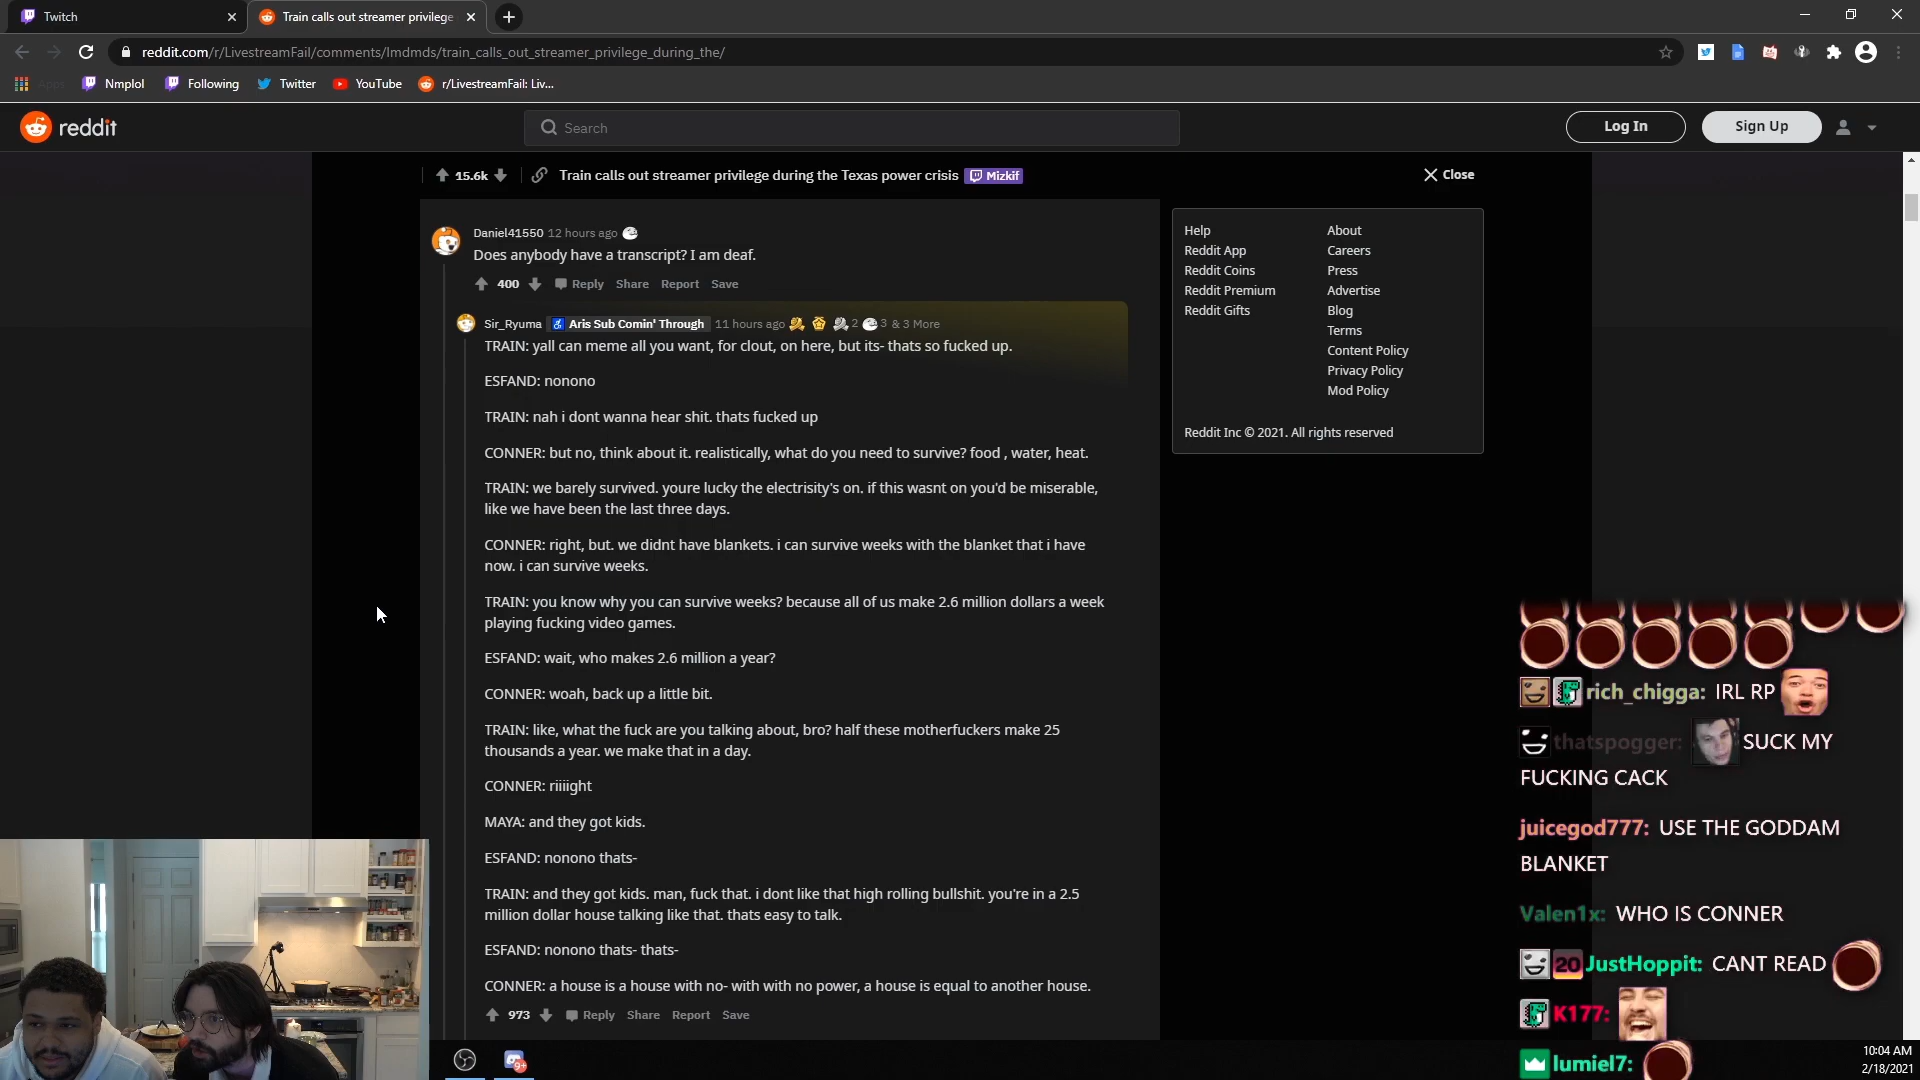 Twitch
Train calls out streamer privilege
reddit.com/r/LivestreamFail/comments/lmdmds/train_calls_out_streamer_privilege_during_the/
Apps
Nmplol
Following
Twitter
YouTube
r/LivestreamFail: Liv...
reddit
Search
Log In
Sign Up
15.6k
Train calls out streamer privilege during the Texas power crisis Mizkif
Close
Daniel41550 12 hours ago
Does anybody have a transcript? I am deaf.
400 Reply Share Report Save
Sir_Ryuma Aris Sub Comin' Through 11 hours ago 2 3 & 3 More
TRAIN: yall can meme all you want, for clout, on here, but its- thats so fucked up.
ESFAND: nonono
TRAIN: nah i dont wanna hear shit. thats fucked up
CONNER: but no, think about it. realistically, what do you need to survive? food , water, heat.
TRAIN: we barely survived. youre lucky the electrisity's on. if this wasnt on you'd be miserable,
like we have been the last three days.
CONNER: right, but. we didnt have blankets. i can survive weeks with the blanket that i have
now. i can survive weeks.
TRAIN: you know why you can survive weeks? because all of us make 2.6 million dollars a week
playing fucking video games.
ESFAND: wait, who makes 2.6 million a year?
CONNER: woah, back up a little bit.
TRAIN: like, what the fuck are you talking about, bro? half these motherfuckers make 25
thousands a year. we make that in a day.
CONNER: riiiight
MAYA: and they got kids.
ESFAND: nonono thats-
TRAIN: and they got kids. man, fuck that. i dont like that high rolling bullshit. you're in a 2.5
million dollar house talking like that. thats easy to talk.
ESFAND: nonono thats- thats-
CONNER: a house is a house with no- with with no power, a house is equal to another house.
973 Reply Share Report Save
Help
Reddit App
Reddit Coins
Reddit Premium
Reddit Gifts
About
Careers
Press
Advertise
Blog
Terms
Content Policy
Privacy Policy
Mod Policy
Reddit Inc © 2021. All rights reserved
rich_chigga: IRL RP
thatspogger: SUCK MY
FUCKING CACK
juicegod777: USE THE GODDAM
BLANKET
Valen1x: WHO IS CONNER
20 JustHoppit: CANT READ
K177:
lumiel7:
9+
10:04 AM
2/18/2021